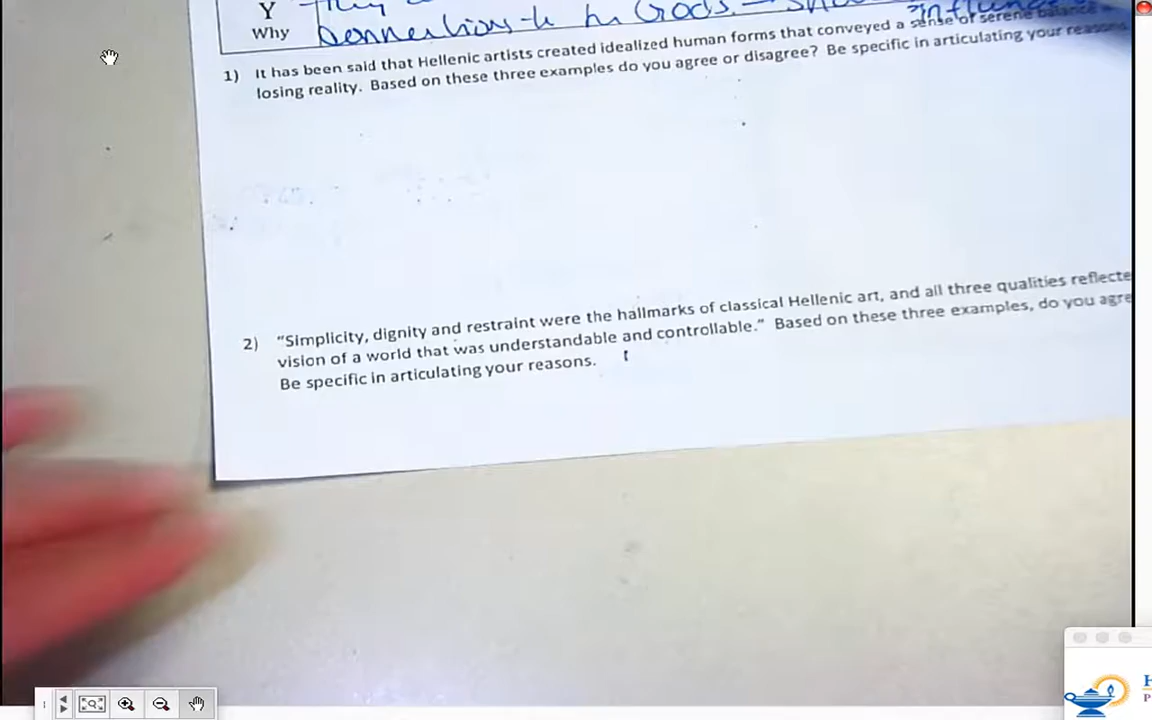 Y
Why
connections to
Gods.
1) It has been said that Hellenic artists created idealized human forms that conveyed a sense of serene balance
losing reality. Based on these three examples do you agree or disagree? Be specific in articulating your reasons
2) "Simplicity, dignity and restraint were the hallmarks of classical Hellenic art, and all three qualities reflecte
vision of a world that was understandable and controllable." Based on these three examples, do you agre
Be specific in articulating your reasons.
H
P